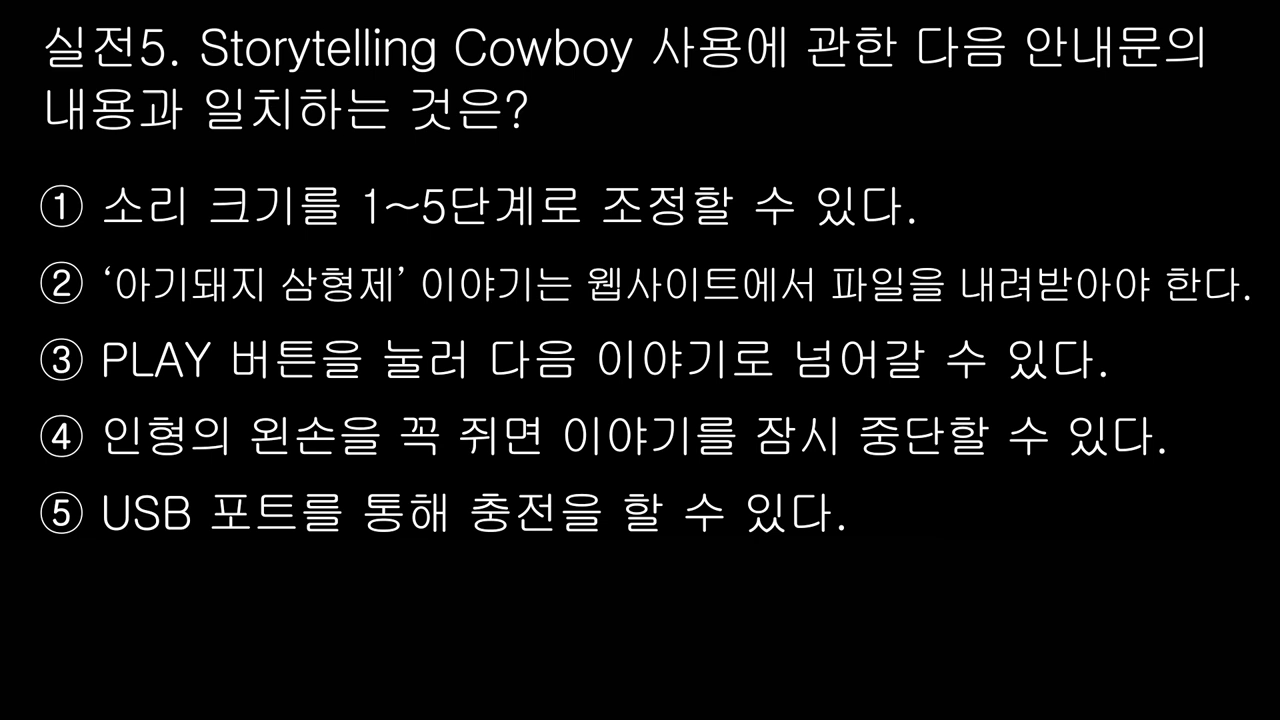 실전5. Storytelling Cowboy 사용에 관한 다음 안내문의
내용과 일치하는 것은?
① 소리 크기를 1~5단계로 조정할 수 있다.
② ‘아기돼지 삼형제’ 이야기는 웹사이트에서 파일을 내려받아야 한다.
③ PLAY 버튼을 눌러 다음 이야기로 넘어갈 수 있다.
④ 인형의 왼손을 꼭 쥐면 이야기를 잠시 중단할 수 있다.
⑤ USB 포트를 통해 충전을 할 수 있다.